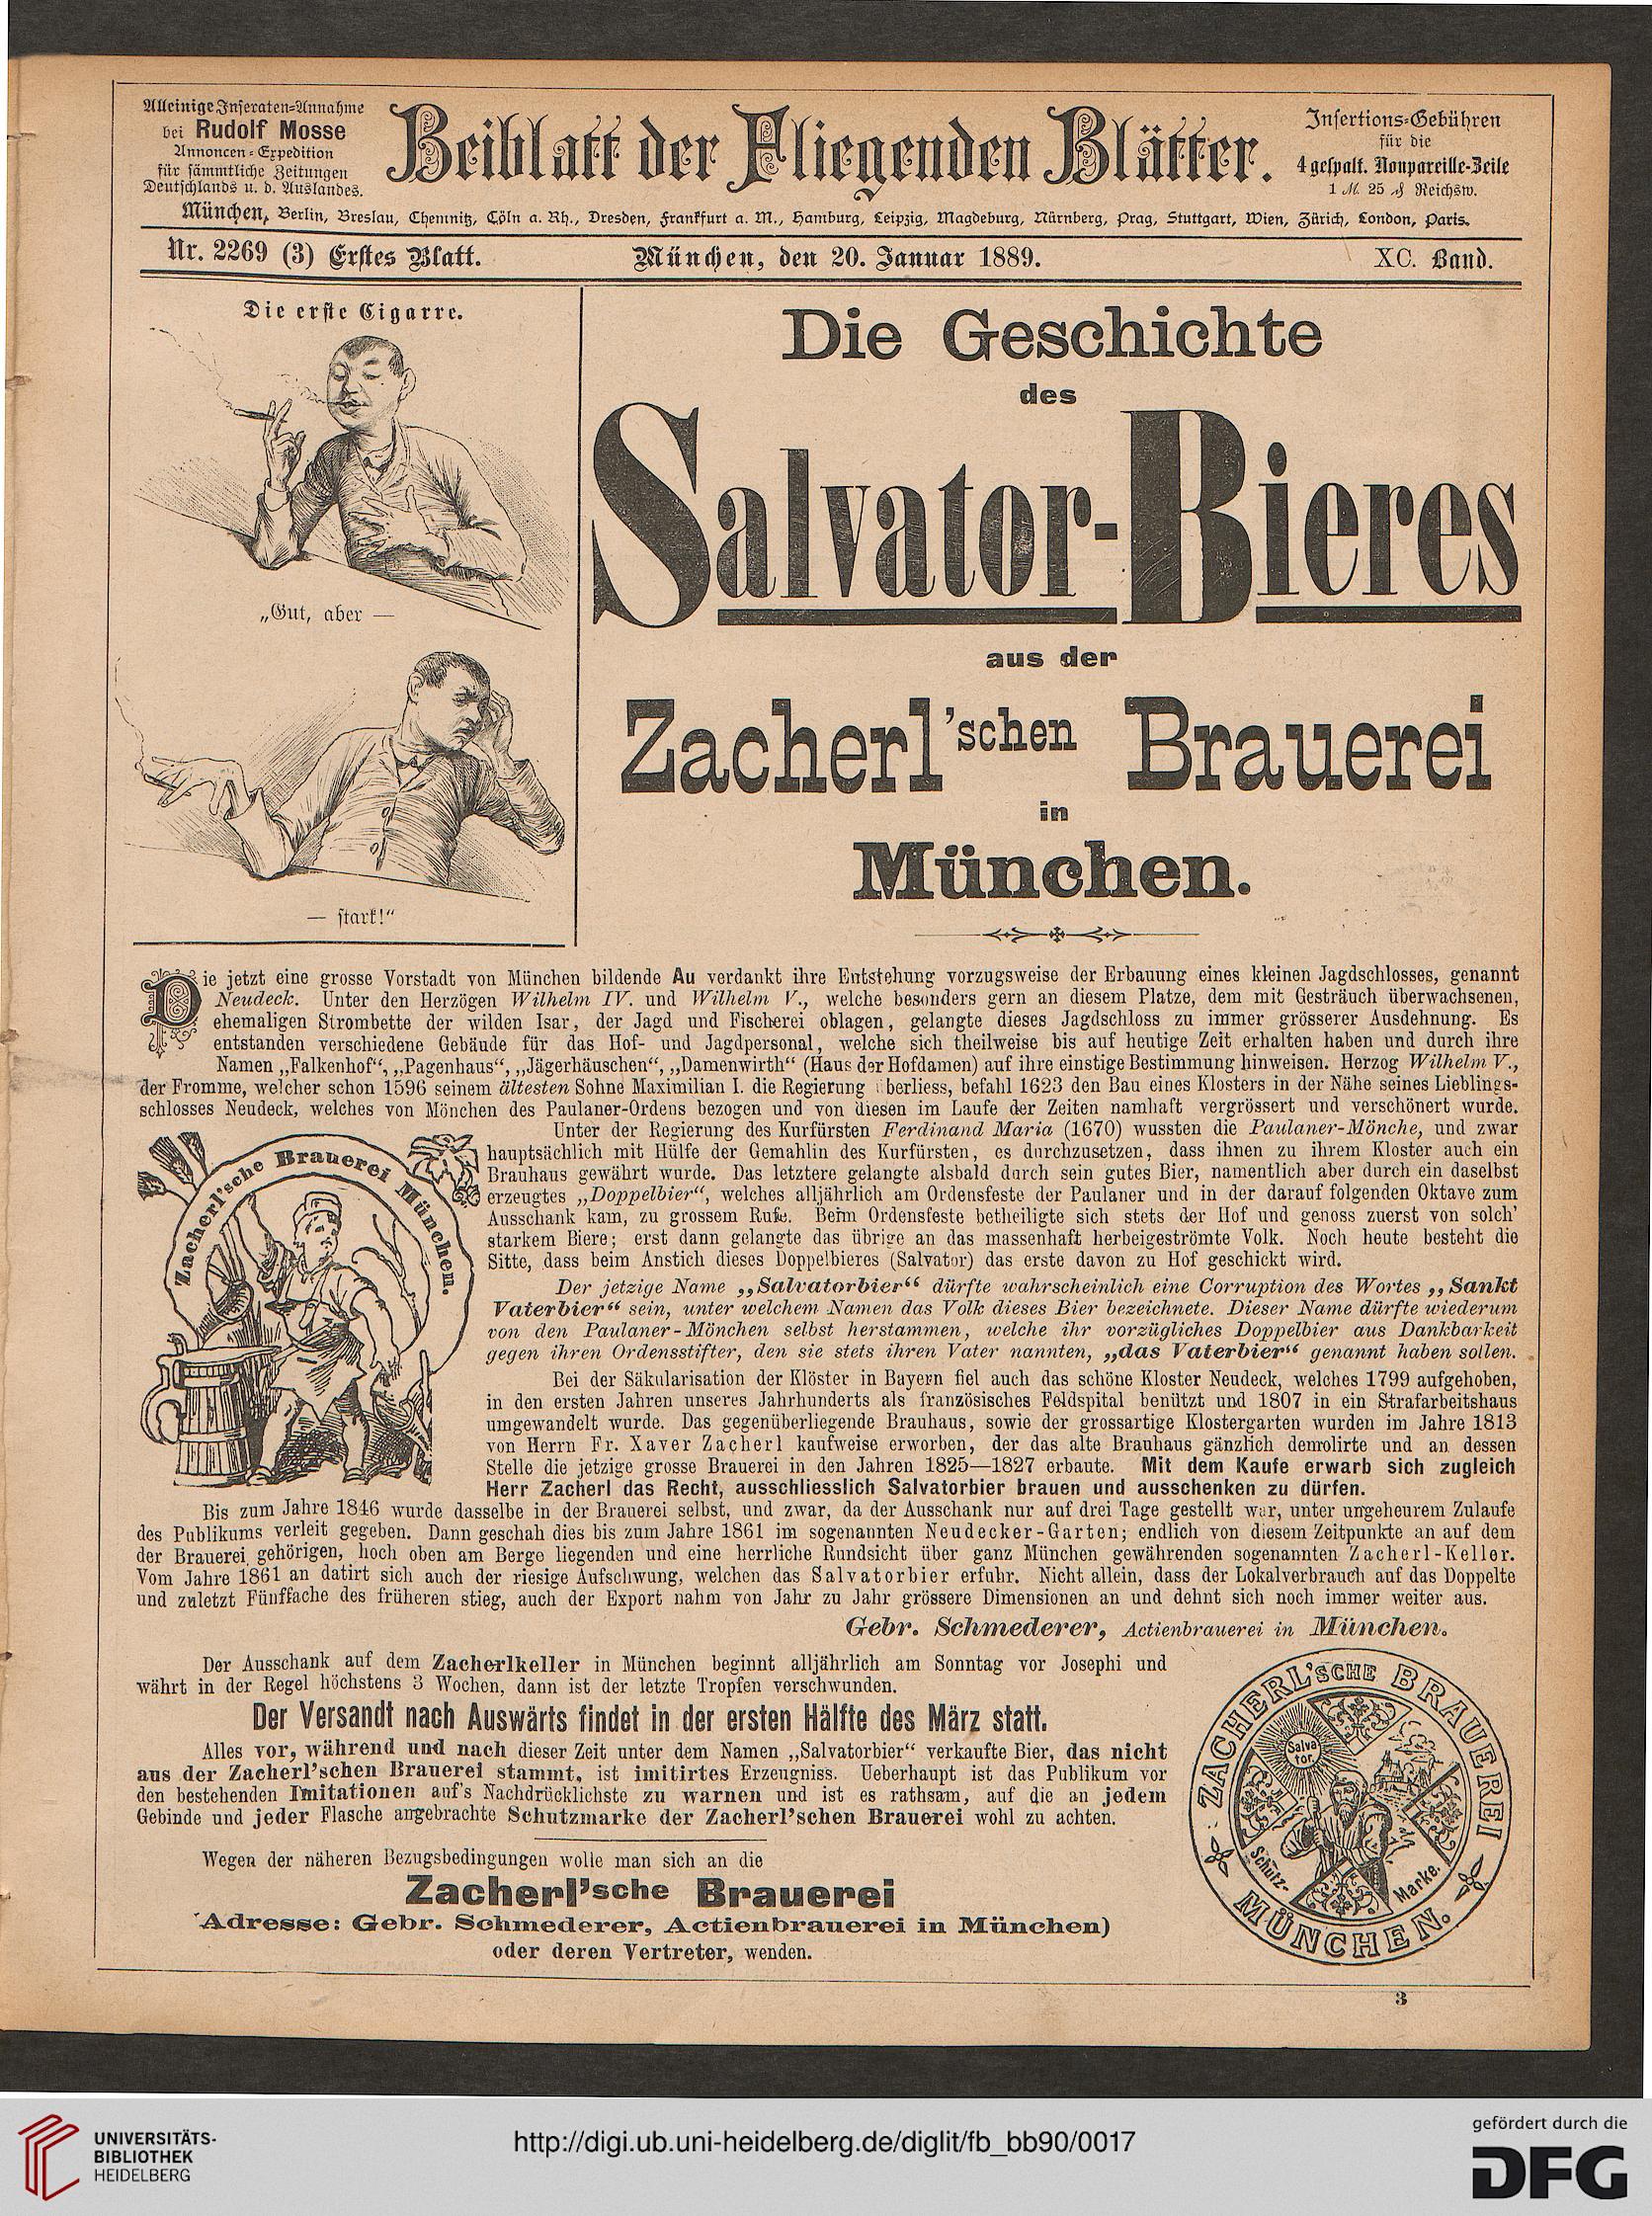 Alleinige Inseraten-Annahme
bei Rudolf Mosse
Annoncen-Expedition
für sämmtliche Zeitungen
Deutschlands u. d. Auslandes.
Beiblatt der Fliegenden Blätter.
Insertions-Gebühren
für die
4 gespalt. Nonpareille-Zeile
1 M. 25 ₰ Reichsw.
München, Berlin, Breslau, Chemnitz, Cöln a. Rh., Dresden, Frankfurt a. M., Hamburg, Leipzig, Magdeburg, Nürnberg, Prag, Stuttgart, Wien, Zürich, London, Paris.
Nr. 2269 (3) Erstes Blatt.
München, den 20. Januar 1889.
XC. Band.
Die erste Cigarre.
„Gut, aber —
— stark!“
Die Geschichte
des
Salvator-Bieres
aus der
Zacherl'schen Brauerei
in
München.
Die jetzt eine grosse Vorstadt von München bildende Au verdankt ihre Entstehung vorzugsweise der Erbauung eines kleinen Jagdschlosses, genannt
Neudeck. Unter den Herzögen Wilhelm IV. und Wilhelm V., welche besonders gern an diesem Platze, dem mit Gesträuch überwachsenen,
ehemaligen Strombette der wilden Isar, der Jagd und Fischerei oblagen, gelangte dieses Jagdschloss zu immer grösserer Ausdehnung. Es
entstanden verschiedene Gebäude für das Hof- und Jagdpersonal, welche sich theilweise bis auf heutige Zeit erhalten haben und durch ihre
Namen „Falkenhof“, „Pagenhaus“, „Jägerhäuschen“, „Damenwirth“ (Haus der Hofdamen) auf ihre einstige Bestimmung hinweisen. Herzog Wilhelm V.,
der Fromme, welcher schon 1596 seinem ältesten Sohne Maximilian I. die Regierung überliess, befahl 1623 den Bau eines Klosters in der Nähe seines Lieblings-
schlosses Neudeck, welches von Mönchen des Paulaner-Ordens bezogen und von diesen im Laufe der Zeiten namhaft vergrössert und verschönert wurde.
Unter der Regierung des Kurfürsten Ferdinand Maria (1670) wussten die Paulaner-Mönche, und zwar
hauptsächlich mit Hülfe der Gemahlin des Kurfürsten, es durchzusetzen, dass ihnen zu ihrem Kloster auch ein
Brauhaus gewährt wurde. Das letztere gelangte alsbald durch sein gutes Bier, namentlich aber durch ein daselbst
erzeugtes „Doppelbier“, welches alljährlich am Ordensfeste der Paulaner und in der darauf folgenden Oktave zum
Ausschank kam, zu grossem Rufe. Beim Ordensfeste betheiligte sich stets der Hof und genoss zuerst von solch'
starkem Biere; erst dann gelangte das übrige an das massenhaft herbeigeströmte Volk. Noch heute besteht die
Sitte, dass beim Anstich dieses Doppelbieres (Salvator) das erste davon zu Hof geschickt wird.
Zacherl'sche Brauerei München.
Der jetzige Name „Salvatorbier“ dürfte wahrscheinlich eine Corruption des Wortes „Sankt
Vaterbier“ sein, unter welchem Namen das Volk dieses Bier bezeichnete. Dieser Name dürfte wiederum
von den Paulaner-Mönchen selbst herstammen, welche ihr vorzügliches Doppelbier aus Dankbarkeit
gegen ihren Ordensstifter, den sie stets ihren Vater nannten, „das Vaterbier“ genannt haben sollen.
Bei der Säkularisation der Klöster in Bayern fiel auch das schöne Kloster Neudeck, welches 1799 aufgehoben,
in den ersten Jahren unseres Jahrhunderts als französisches Feldspital benützt und 1807 in ein Strafarbeitshaus
umgewandelt wurde. Das gegenüberliegende Brauhaus, sowie der grossartige Klostergarten wurden im Jahre 1813
von Herrn Fr. Xaver Zacherl kaufweise erworben, der das alte Brauhaus gänzlich demolirte und an dessen
Stelle die jetzige grosse Brauerei in den Jahren 1825—1827 erbaute. Mit dem Kaufe erwarb sich zugleich
Herr Zacherl das Recht, ausschliesslich Salvatorbier brauen und ausschenken zu dürfen.
Bis zum Jahre 1846 wurde dasselbe in der Brauerei selbst, und zwar, da der Ausschank nur auf drei Tage gestellt war, unter ungeheurem Zulaufe
des Publikums verleit gegeben. Dann geschah dies bis zum Jahre 1861 im sogenannten Neudecker-Garten; endlich von diesem Zeitpunkte an auf dem
der Brauerei gehörigen, hoch oben am Berge liegenden und eine herrliche Rundsicht über ganz München gewährenden sogenannten Zacherl-Keller.
Vom Jahre 1861 an datirt sich auch der riesige Aufschwung, welchen das Salvatorbier erfuhr. Nicht allein, dass der Lokalverbrauch auf das Doppelte
und zuletzt Fünffache des früheren stieg, auch der Export nahm von Jahr zu Jahr grössere Dimensionen an und dehnt sich noch immer weiter aus.
Gebr. Schmederer, Actienbrauerei in München.
Der Ausschank auf dem Zacherlkeller in München beginnt alljährlich am Sonntag vor Josephi und
währt in der Regel höchstens 3 Wochen, dann ist der letzte Tropfen verschwunden.
Der Versandt nach Auswärts findet in der ersten Hälfte des März statt.
Alles vor, während und nach dieser Zeit unter dem Namen „Salvatorbier“ verkaufte Bier, das nicht
aus der Zacherl'schen Brauerei stammt, ist imitirtes Erzeugniss. Ueberhaupt ist das Publikum vor
den bestehenden Imitationen auf's Nachdrücklichste zu warnen und ist es rathsam, auf die an jedem
Gebinde und jeder Flasche angebrachte Schutzmarke der Zacherl'schen Brauerei wohl zu achten.
Wegen der näheren Bezugsbedingungen wolle man sich an die
Zacherl'sche Brauerei
(Adresse: Gebr. Schmederer, Actienbrauerei in München)
oder deren Vertreter, wenden.
ZACHERL'SCHE BRAUEREI
Salva
tor.
Schutz-
Marke.
MÜNCHEN.
3
UNIVERSITÄTS-
BIBLIOTHEK
HEIDELBERG
http://digi.ub.uni-heidelberg.de/diglit/fb_bb90/0017
gefördert durch die
DFG